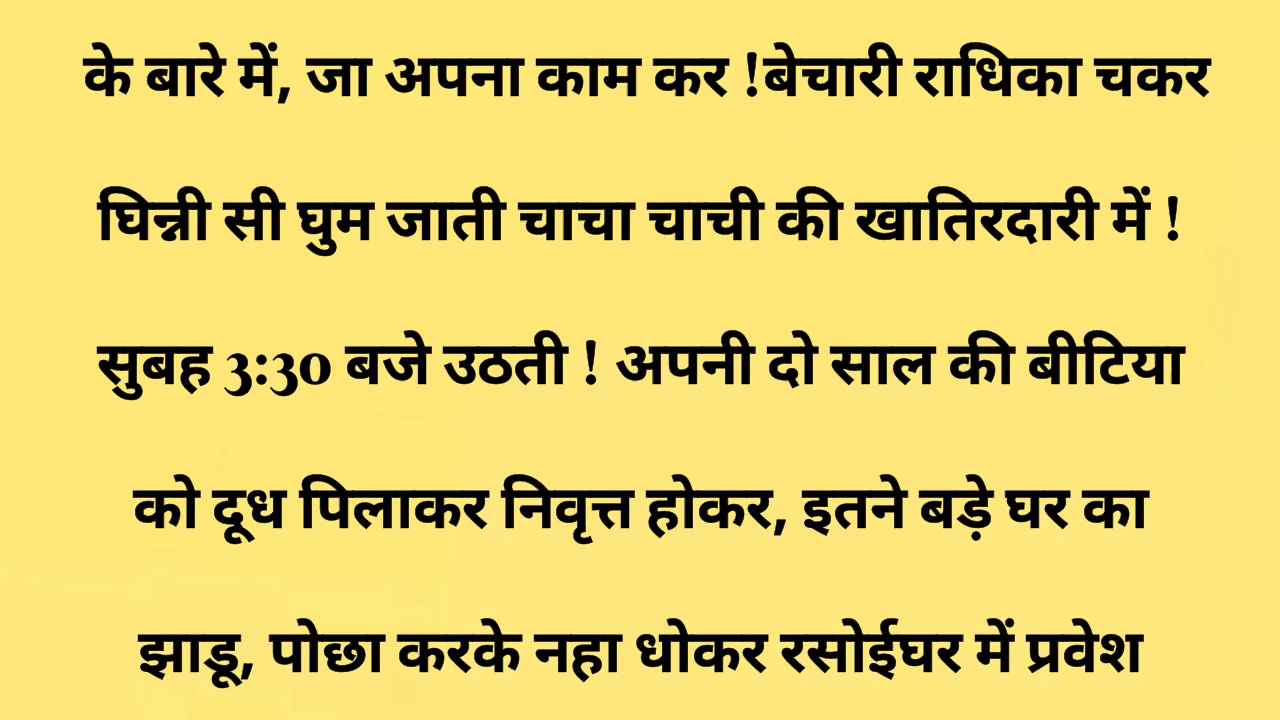 के बारे में, जा अपना काम कर !बेचारी राधिका चकर
घिन्नी सी घुम जाती चाचा चाची की खातिरदारी में !
सुबह 3:30 बजे उठती ! अपनी दो साल की बीटिया
को दूध पिलाकर निवृत्त होकर, इतने बड़े घर का
झाडू, पोछा करके नहा धोकर रसोईघर में प्रवेश